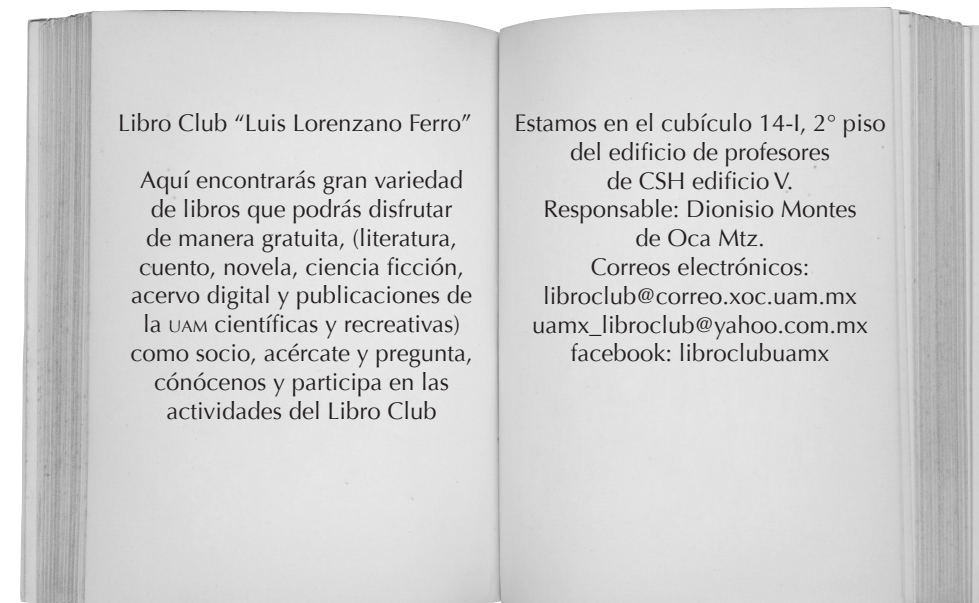 Libro Club “Luis Lorenzano Ferro”
Aquí encontrarás gran variedad
de libros que podrás disfrutar
de manera gratuita, (literatura,
cuento, novela, ciencia ficción,
acervo digital y publicaciones de
la UAM científicas y recreativas)
como socio, acércate y pregunta,
cónócenos y participa en las
actividades del Libro Club
Estamos en el cubículo 14-I, 2° piso
del edificio de profesores
de CSH edificio V.
Responsable: Dionisio Montes
de Oca Mtz.
Correos electrónicos:
libroclub@correo.xoc.uam.mx
uamx_libroclub@yahoo.com.mx
facebook: libroclubuamx